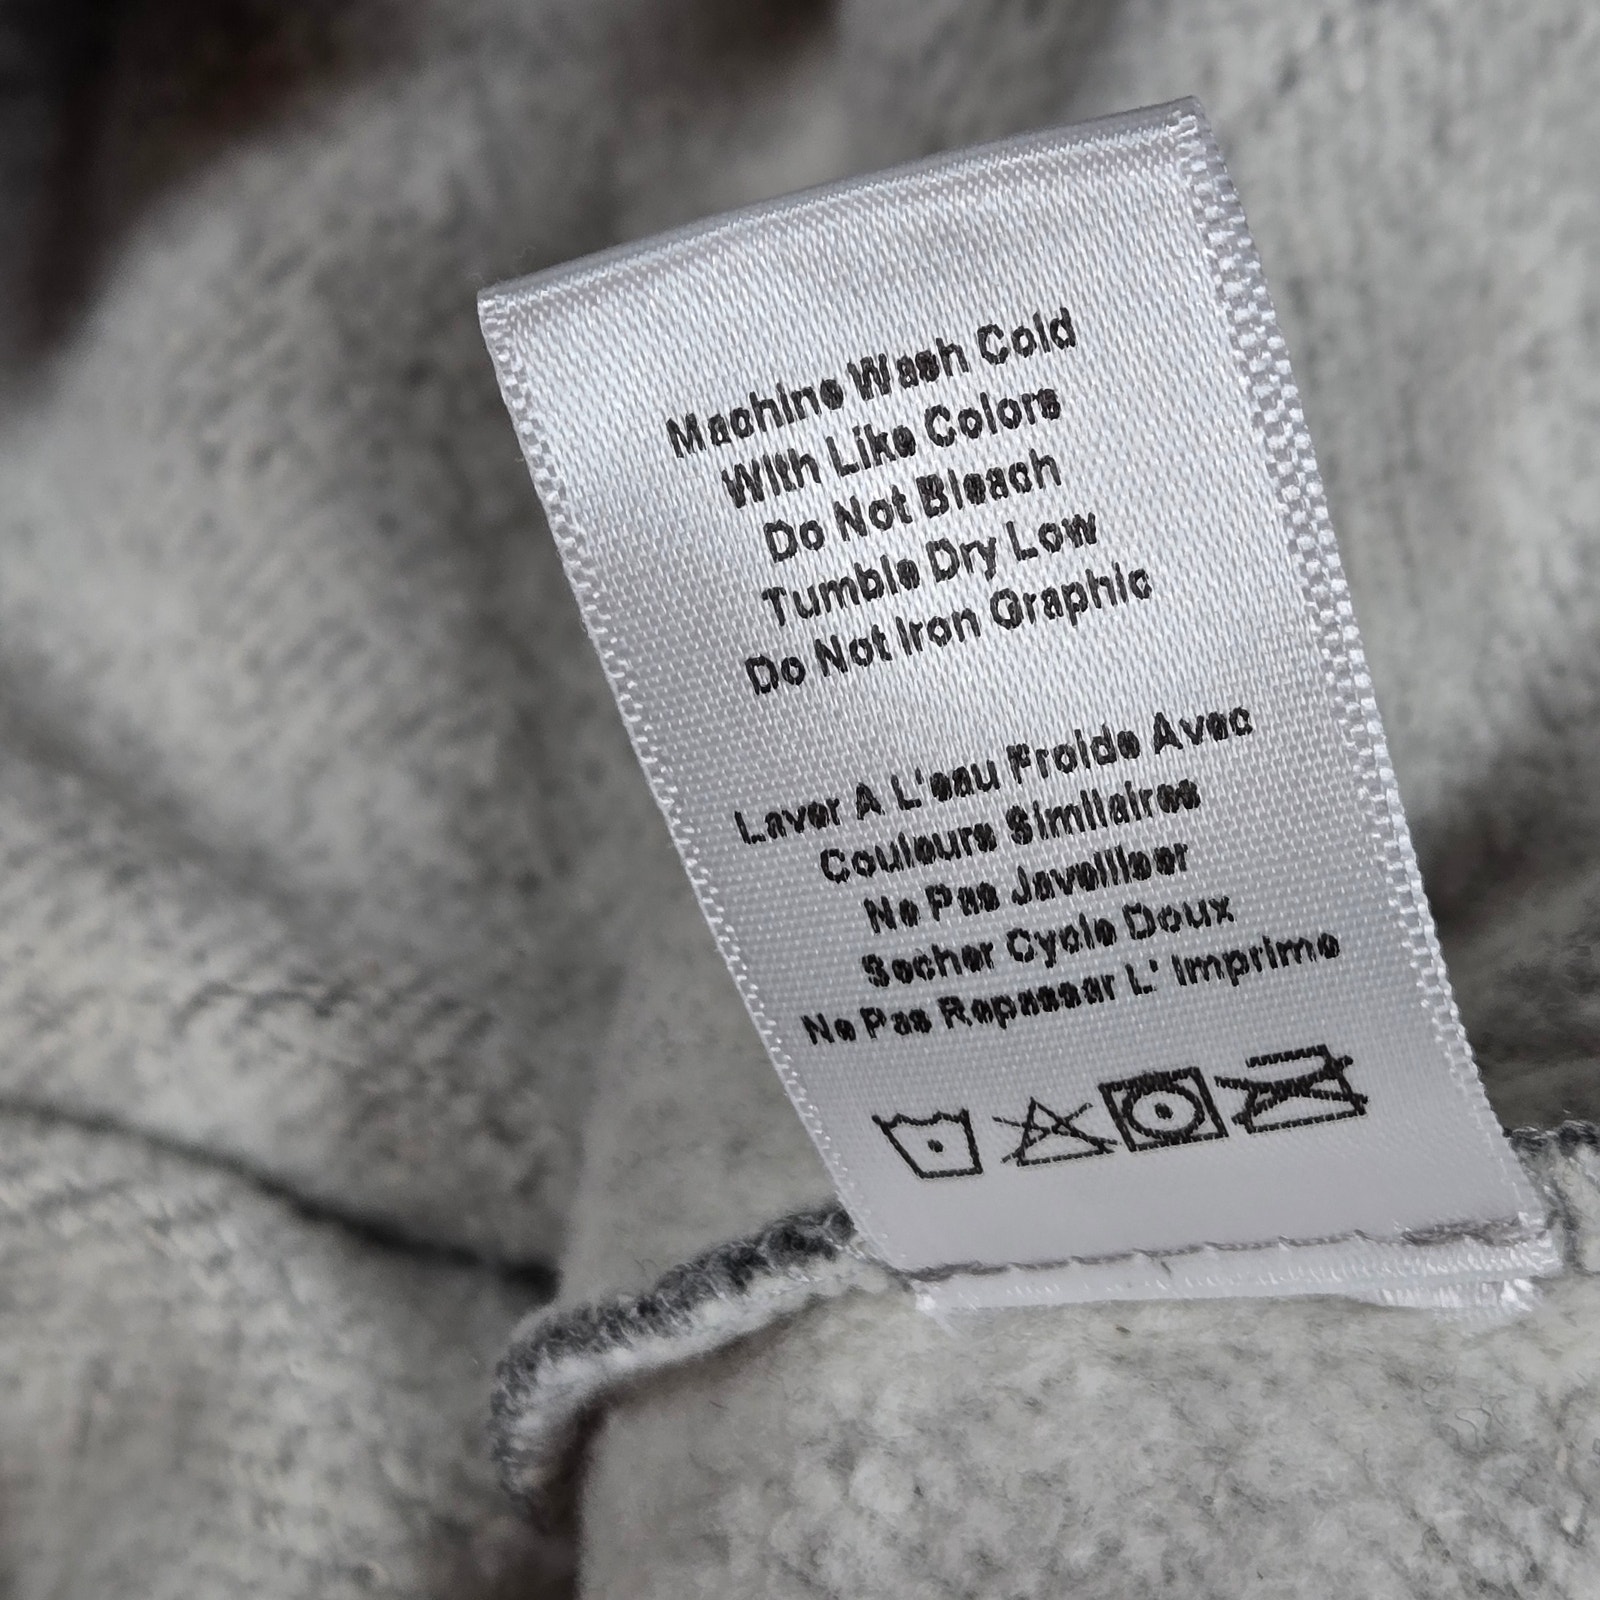 Machine Wash Cold
With Like Colors
Do Not Bleach
Tumble Dry Low
Do Not Iron Graphic
Laver A L'eau Froide Avec
Couleurs Similaires
Ne Pas Javelliser
Secher Cycle Doux
Ne Pas Repassar L' Imprime